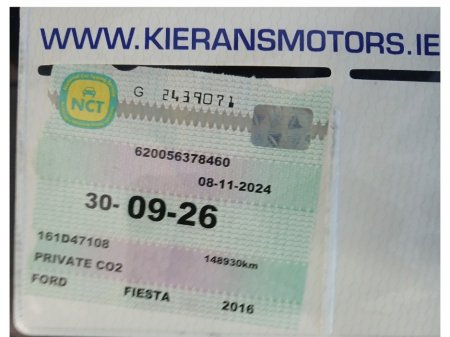 WWW.KIERANSMOTORS.IE
NCT
G 2439071
620056378460
08-11-2024
30- 09-26
161D47108
148930km
PRIVATE CO2
FORD FIESTA 2016